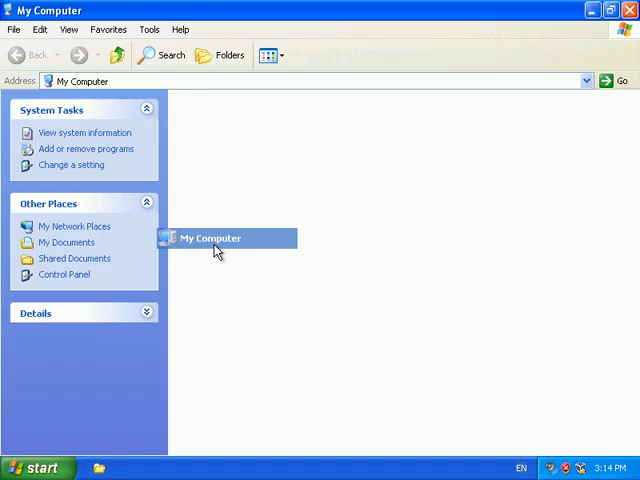 My Computer
File Edit View Favorites Tools Help
Back Search Folders
Address My Computer Go
System Tasks
View system information
Add or remove programs
Change a setting
Other Places
My Network Places
My Computer
My Documents
Shared Documents
Control Panel
Details
start EN 3:14 PM